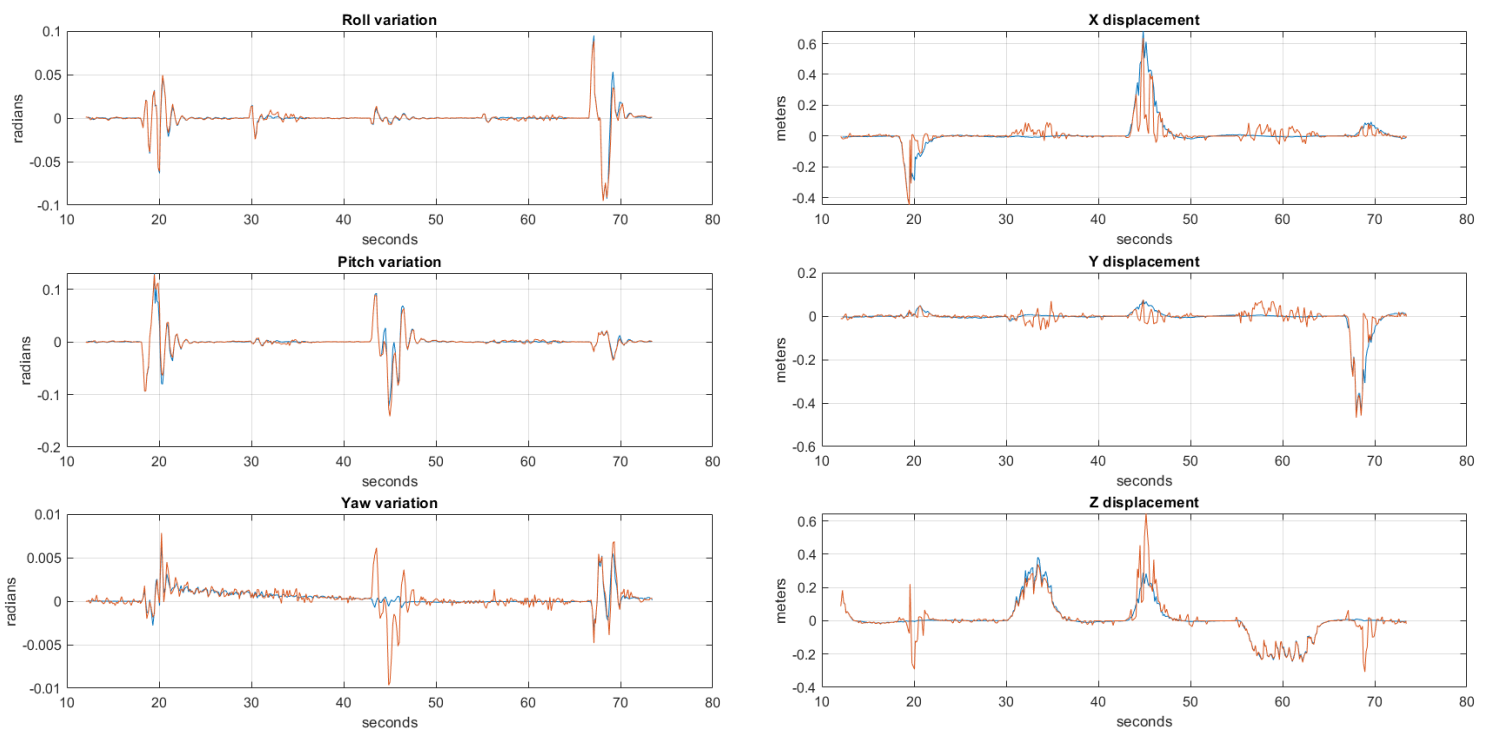 Roll variation
0.1
0.05
0
-0.05
-0.1
radians
10 20 30 40 50 60 70 80
seconds
Pitch variation
0.1
0
-0.1
-0.2
radians
10 20 30 40 50 60 70 80
seconds
Yaw variation
0.01
0.005
0
-0.005
-0.01
radians
10 20 30 40 50 60 70 80
seconds
X displacement
0.6
0.4
0.2
0
-0.2
-0.4
meters
10 20 30 40 50 60 70 80
seconds
Y displacement
0.2
0
-0.2
-0.4
-0.6
meters
10 20 30 40 50 60 70 80
seconds
Z displacement
0.6
0.4
0.2
0
-0.2
-0.4
meters
10 20 30 40 50 60 70 80
seconds